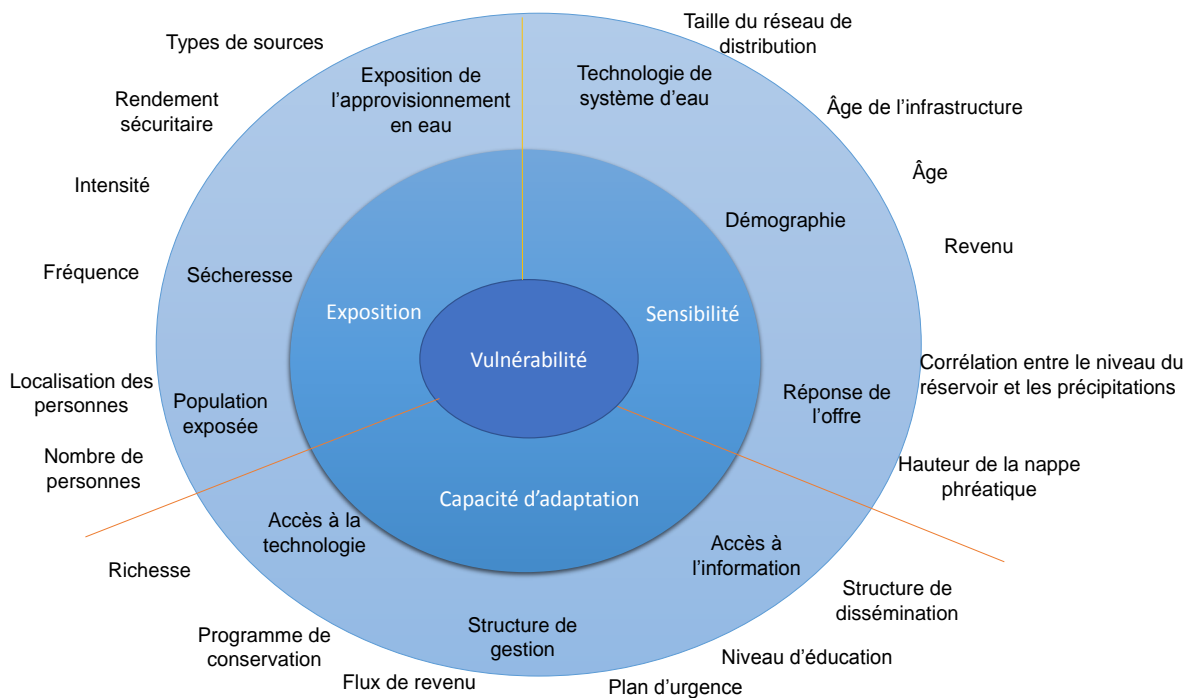 Types de sources
Taille du réseau de
distribution
Exposition de
l'approvisionnement
en eau
Technologie de
système d'eau
Rendement
sécuritaire
Âge de l'infrastructure
Intensité
Âge
Démographie
Revenu
Fréquence
Sécheresse
Exposition
Sensibilité
Vulnérabilité
Localisation des
personnes
Population
exposée
Réponse de
l'offre
Corrélation entre le niveau du
réservoir et les précipitations
Nombre de
personnes
Hauteur de la nappe
phréatique
Capacité d'adaptation
Accès à la
technologie
Accès à
l'information
Richesse
Structure de
dissémination
Programme de
conservation
Structure de
gestion
Niveau d'éducation
Flux de revenu
Plan d'urgence